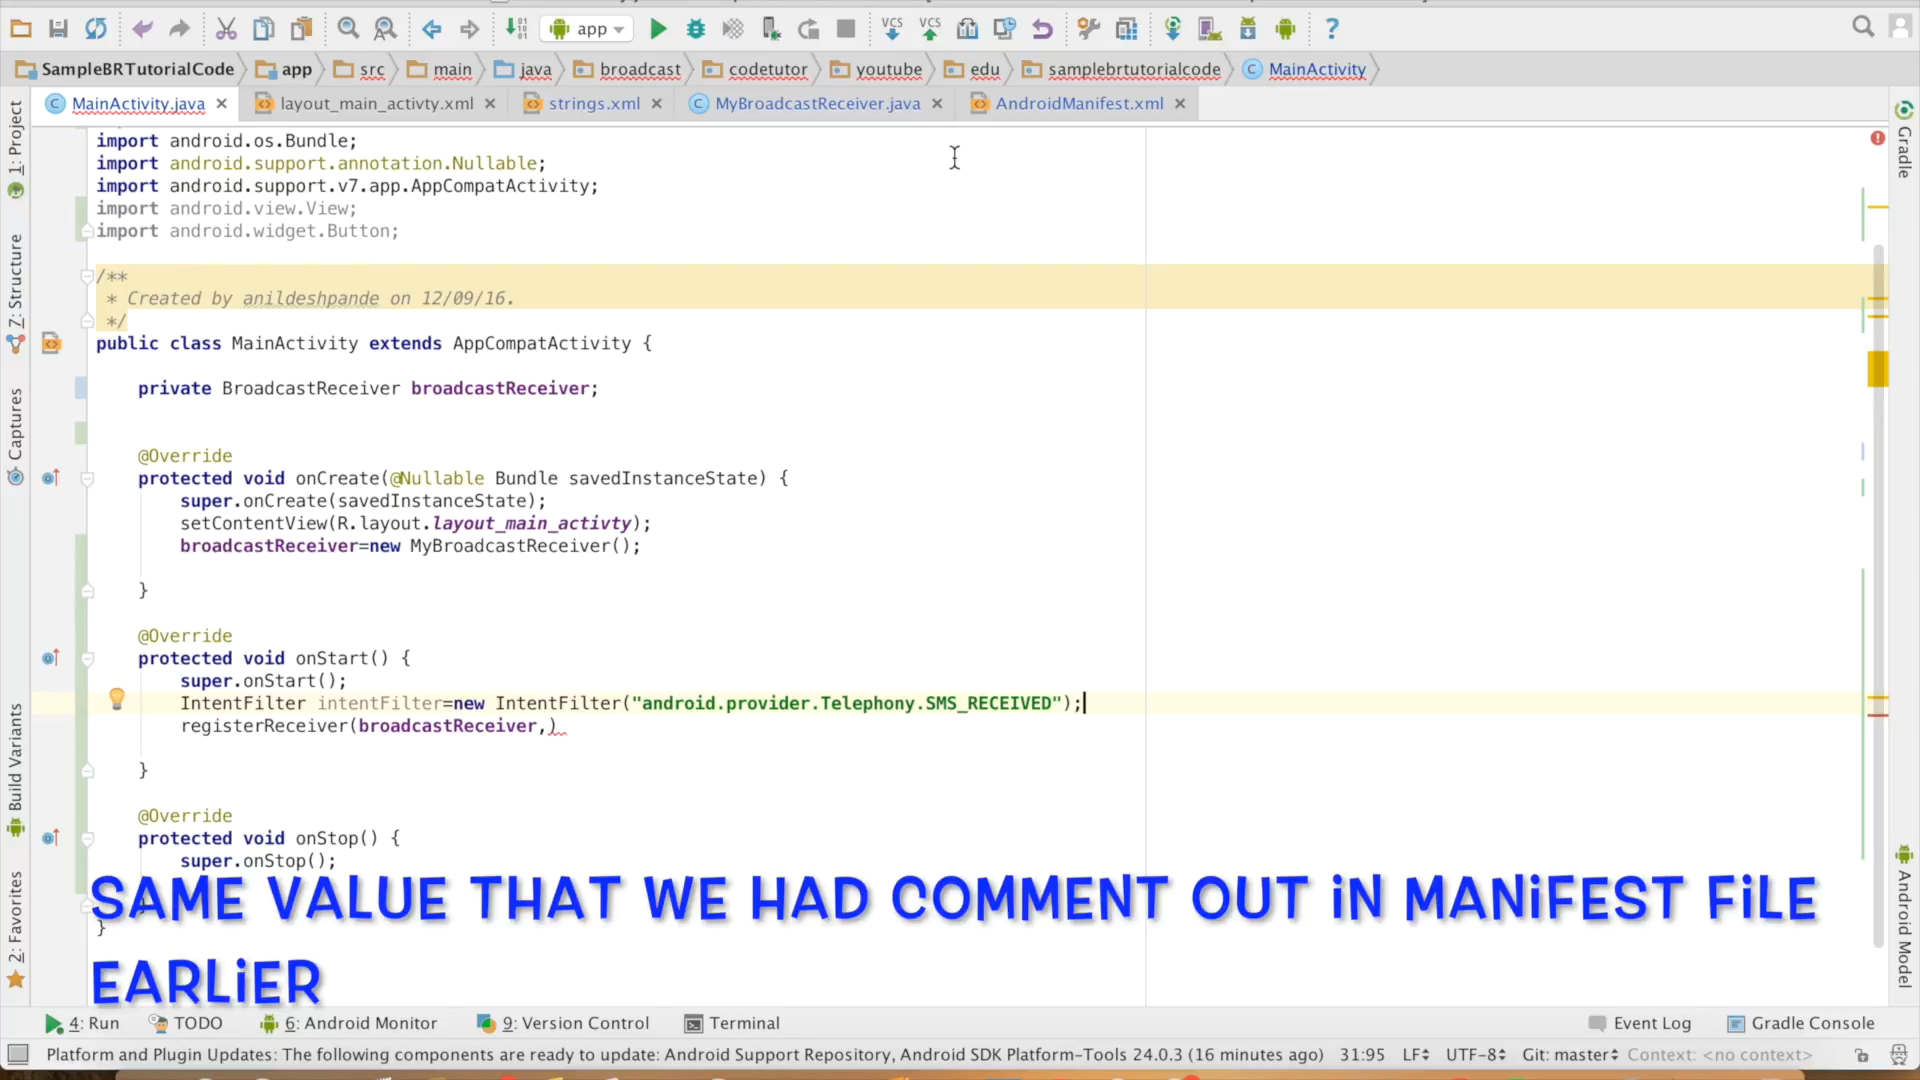 app
SampleBRTutorialCode app src main java broadcast codetutor youtube edu samplebrtutorialcode MainActivity
MainActivity.java layout_main_activty.xml strings.xml MyBroadcastReceiver.java AndroidManifest.xml
import android.os.Bundle;
import android.support.annotation.Nullable;
import android.support.v7.app.AppCompatActivity;
import android.view.View;
import android.widget.Button;
/**
* Created by anildeshpande on 12/09/16.
*/
public class MainActivity extends AppCompatActivity {
private BroadcastReceiver broadcastReceiver;
@Override
protected void onCreate(@Nullable Bundle savedInstanceState) {
super.onCreate(savedInstanceState);
setContentView(R.layout.layout_main_activty);
broadcastReceiver=new MyBroadcastReceiver();
}
@Override
protected void onStart() {
super.onStart();
IntentFilter intentFilter=new IntentFilter("android.provider.Telephony.SMS_RECEIVED");
registerReceiver(broadcastReceiver,)
}
@Override
protected void onStop() {
super.onStop();
}
SAME VALUE THAT WE HAD COMMENT OUT iN MANiFEST FiLE
EARLiER
1: Project
7: Structure
Captures
Build Variants
2: Favorites
VCS VCS
Gradle
Android Model
4: Run TODO 6: Android Monitor 9: Version Control Terminal Event Log Gradle Console
Platform and Plugin Updates: The following components are ready to update: Android Support Repository, Android SDK Platform-Tools 24.0.3 (16 minutes ago) 31:95 LF UTF-8 Git: master Context: <no context>